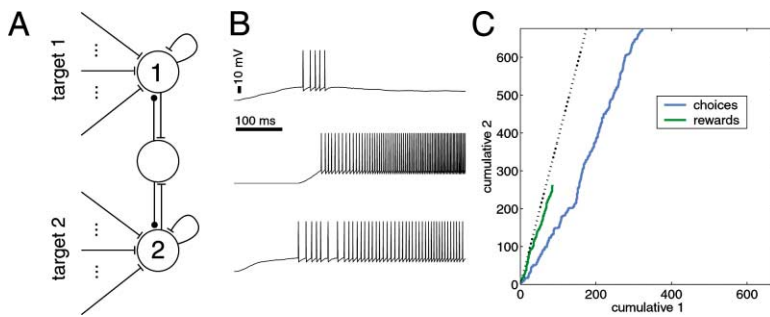 A
target 1
...
...
1
target 2
...
...
2
B
10 mV
100 ms
C
cumulative 2
600
500
400
300
200
100
0
choices
rewards
0
200
400
600
cumulative 1